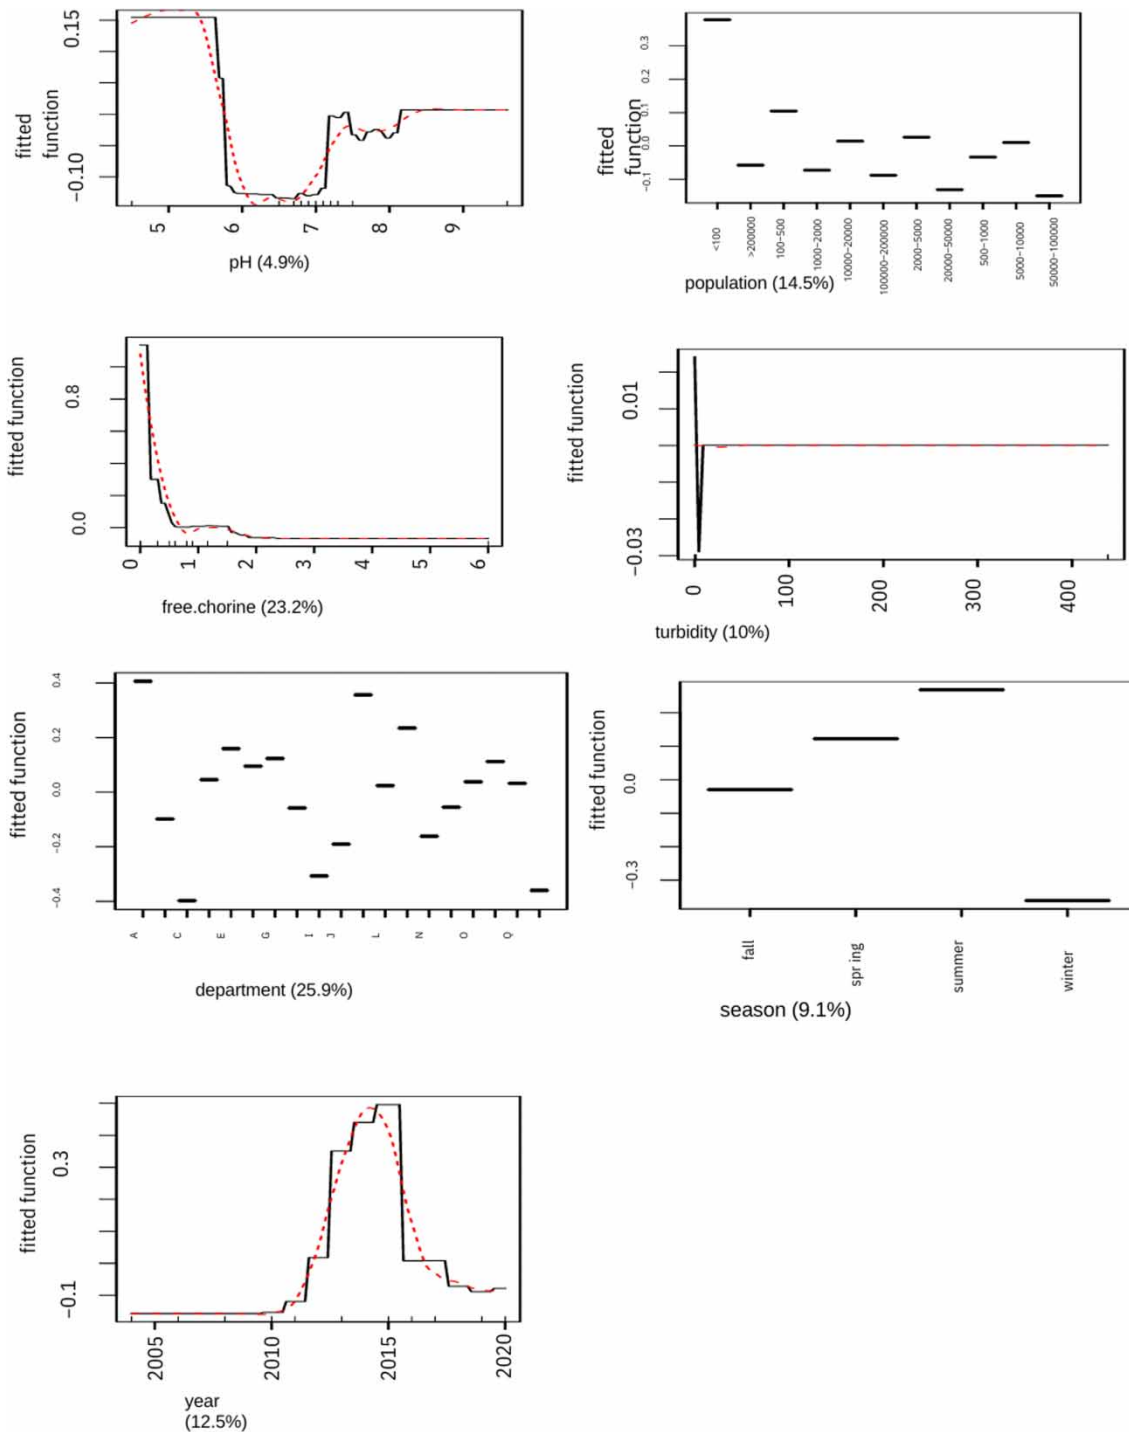 fitted
function
0.15
-0.10
5
6
7
8
9
pH (4.9%)
fitted
function
0.3
0.2
0.1
0.0
-0.1
<100
>200000
100-500
1000-2000
10000-20000
100000-200000
2000-5000
20000-50000
500-1000
5000-10000
50000-100000
population (14.5%)
fitted function
0.8
0.0
0
1
2
3
4
5
6
free.chorine (23.2%)
fitted function
0.01
-0.03
0
100
200
300
400
turbidity (10%)
fitted function
0.4
0.2
0.0
-0.2
-0.4
A
C
E
G
I
J
L
N
O
Q
department (25.9%)
fitted function
0.0
-0.3
fall
spr ing
summer
winter
season (9.1%)
fitted function
0.3
-0.1
2005
2010
2015
2020
year
(12.5%)